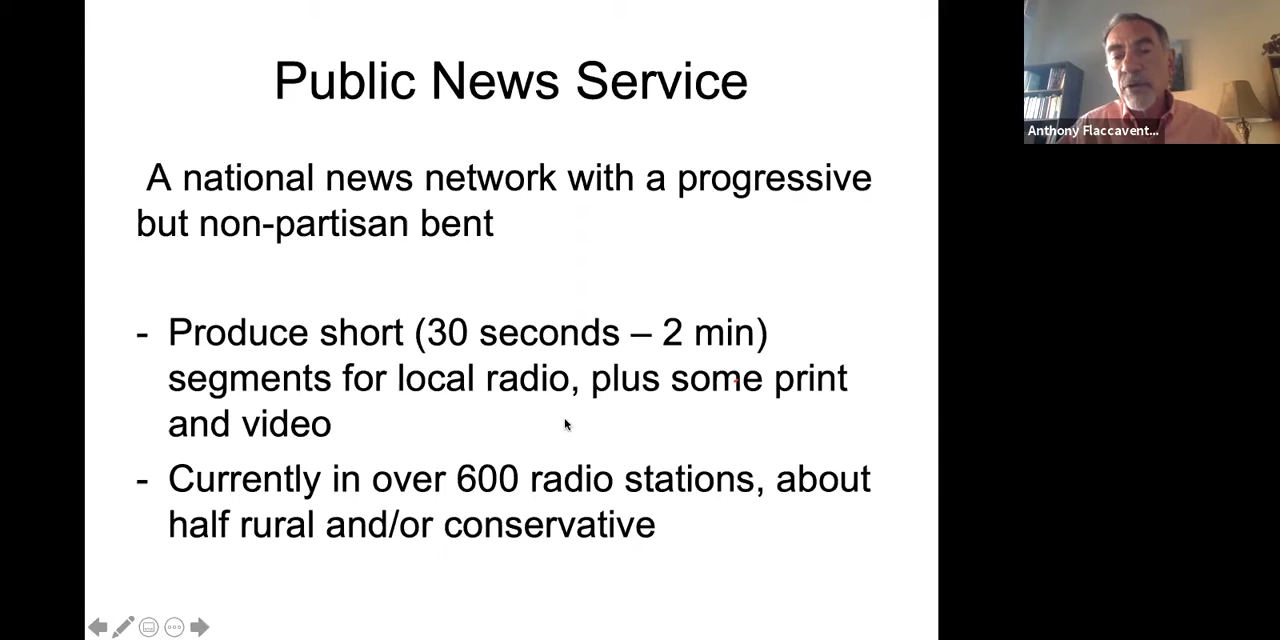 Public News Service
A national news network with a progressive
but non-partisan bent
- Produce short (30 seconds – 2 min)
segments for local radio, plus some print
and video
- Currently in over 600 radio stations, about
half rural and/or conservative
Anthony Flaccavent...